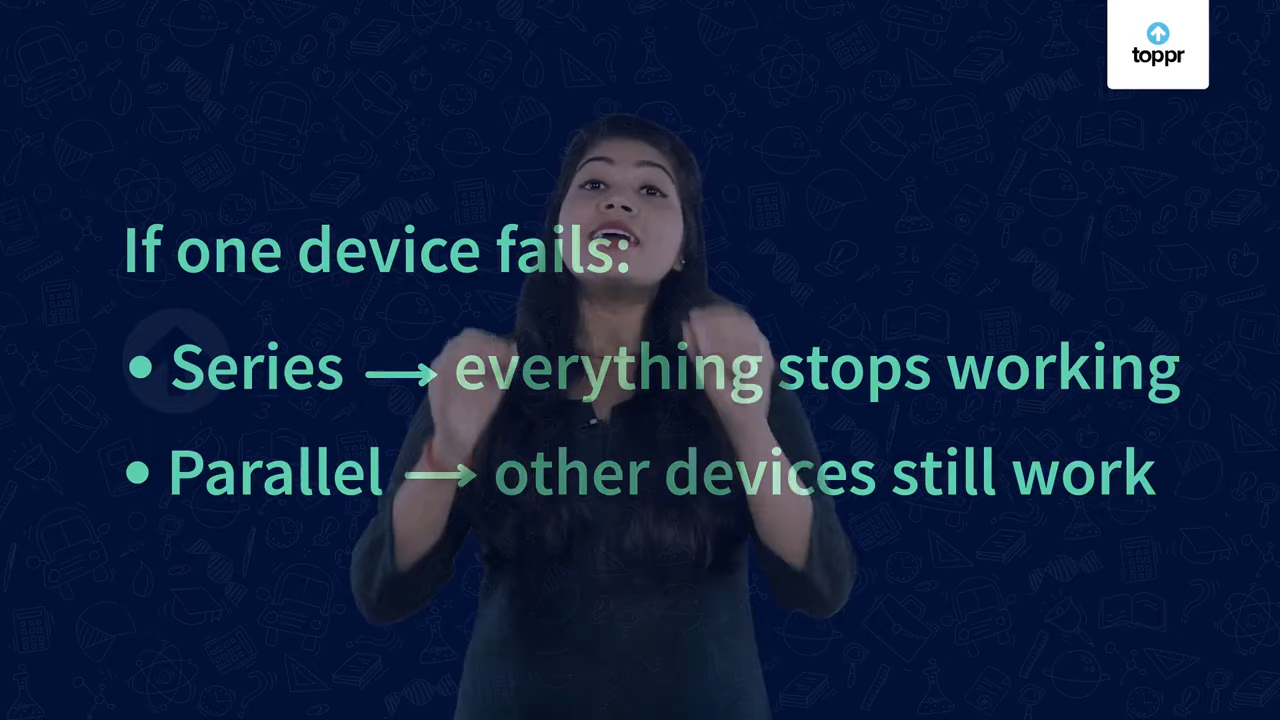 toppr
If one device fails:
• Series → everything stops working
• Parallel → other devices still work